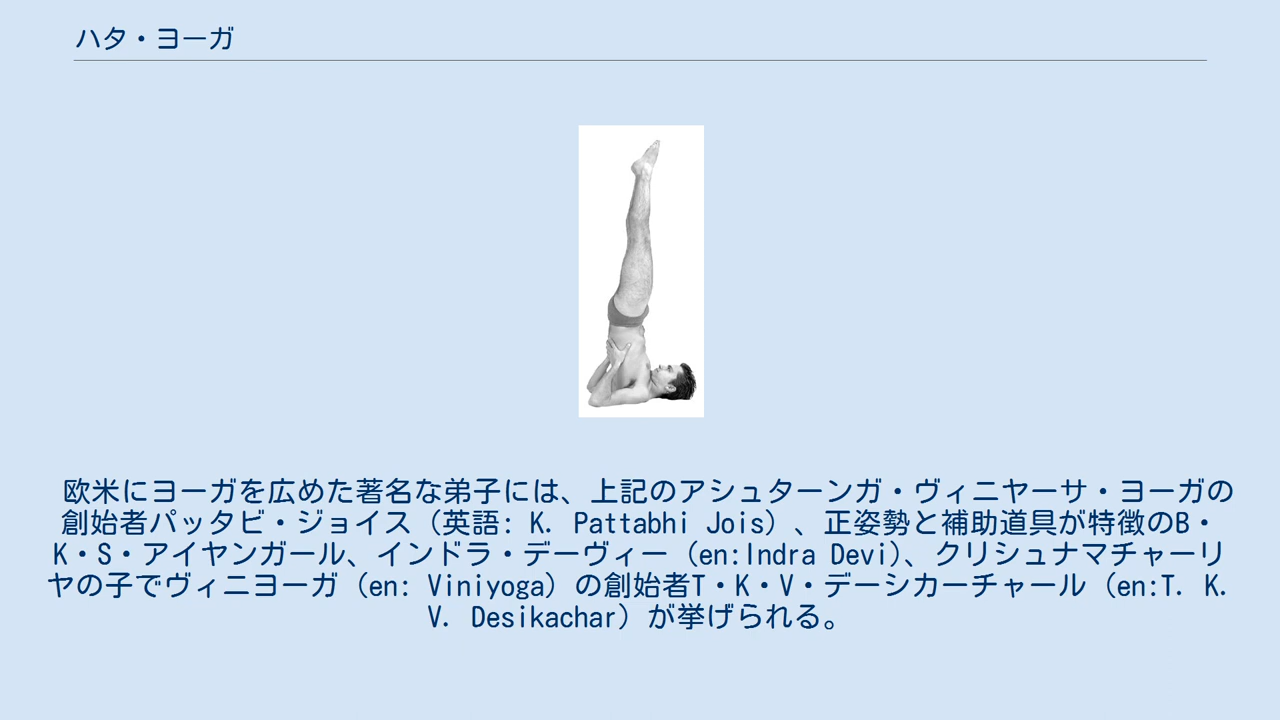 ハタ・ヨーガ
欧米にヨーガを広めた著名な弟子には、上記のアシュターンガ・ヴィニヤーサ・ヨーガの
創始者パッタビ・ジョイス（英語: K. Pattabhi Jois）、正姿勢と補助道具が特徴のB・
K・S・アイヤンガール、インドラ・デーヴィー（en:Indra Devi)、クリシュナマチャーリ
ヤの子でヴィニヨーガ（en: Viniyoga）の創始者T・K・V・デーシカーチャール（en:T. K.
V. Desikachar）が挙げられる。